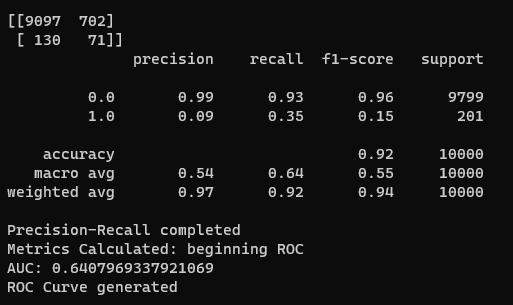 [[9097  702]
 [ 130   71]]
              precision    recall  f1-score   support

         0.0       0.99      0.93      0.96      9799
         1.0       0.09      0.35      0.15       201

    accuracy                           0.92     10000
   macro avg       0.54      0.64      0.55     10000
weighted avg       0.97      0.92      0.94     10000

Precision-Recall completed
Metrics Calculated: beginning ROC
AUC: 0.6407969337921069
ROC Curve generated